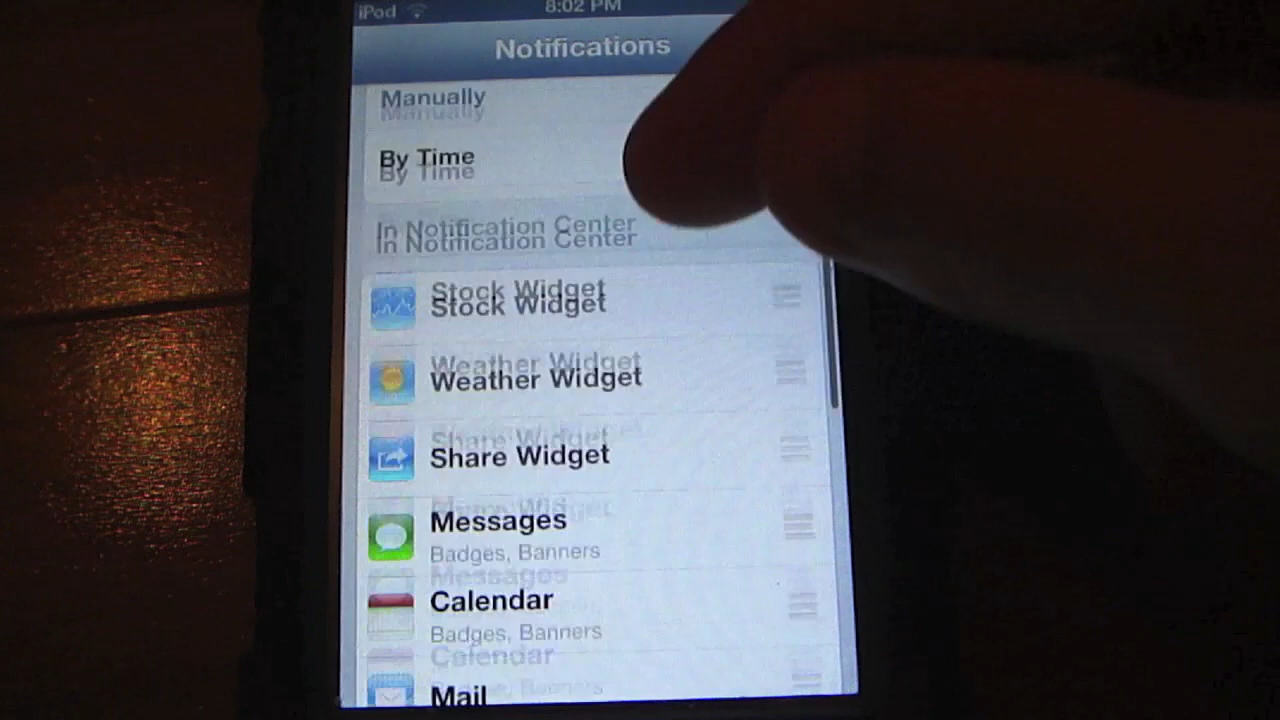 iPod 8:02 PM
Notifications
Manually
By Time
In Notification Center
Stock Widget
Weather Widget
Share Widget
Messages
Badges, Banners
Calendar
Badges, Banners
Mail